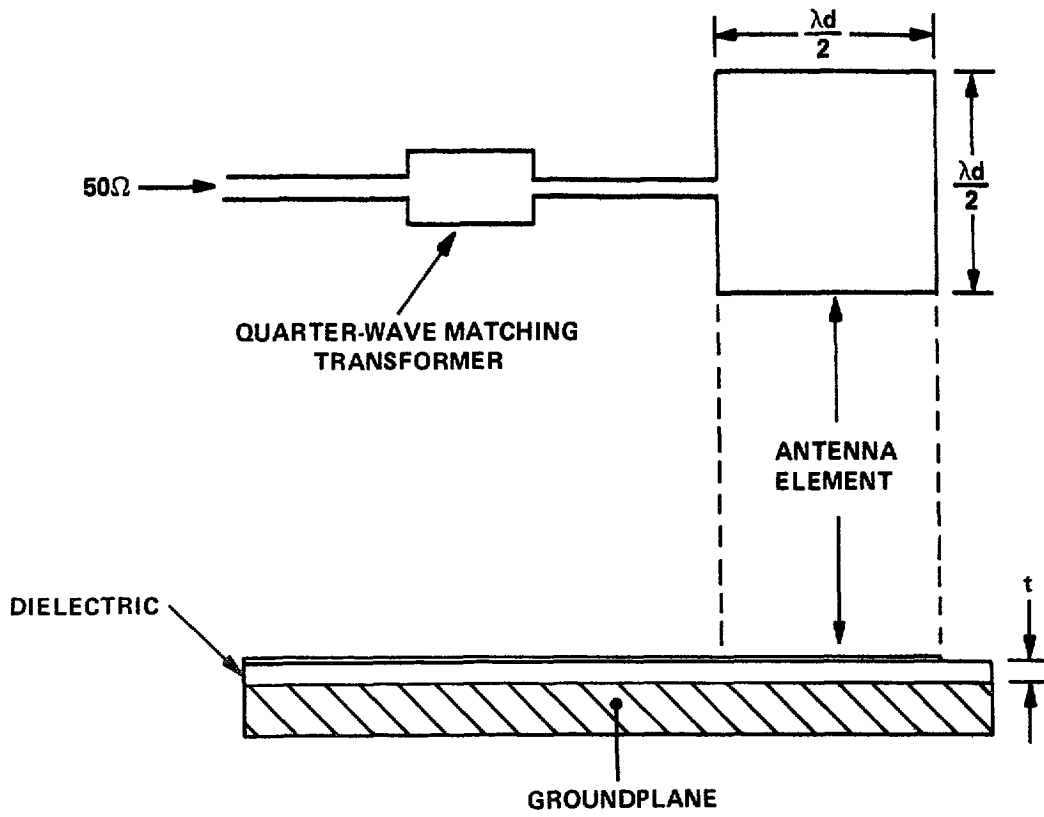 λd
2
λd
2
50Ω
QUARTER-WAVE MATCHING
TRANSFORMER
ANTENNA
ELEMENT
t
DIELECTRIC
GROUNDPLANE